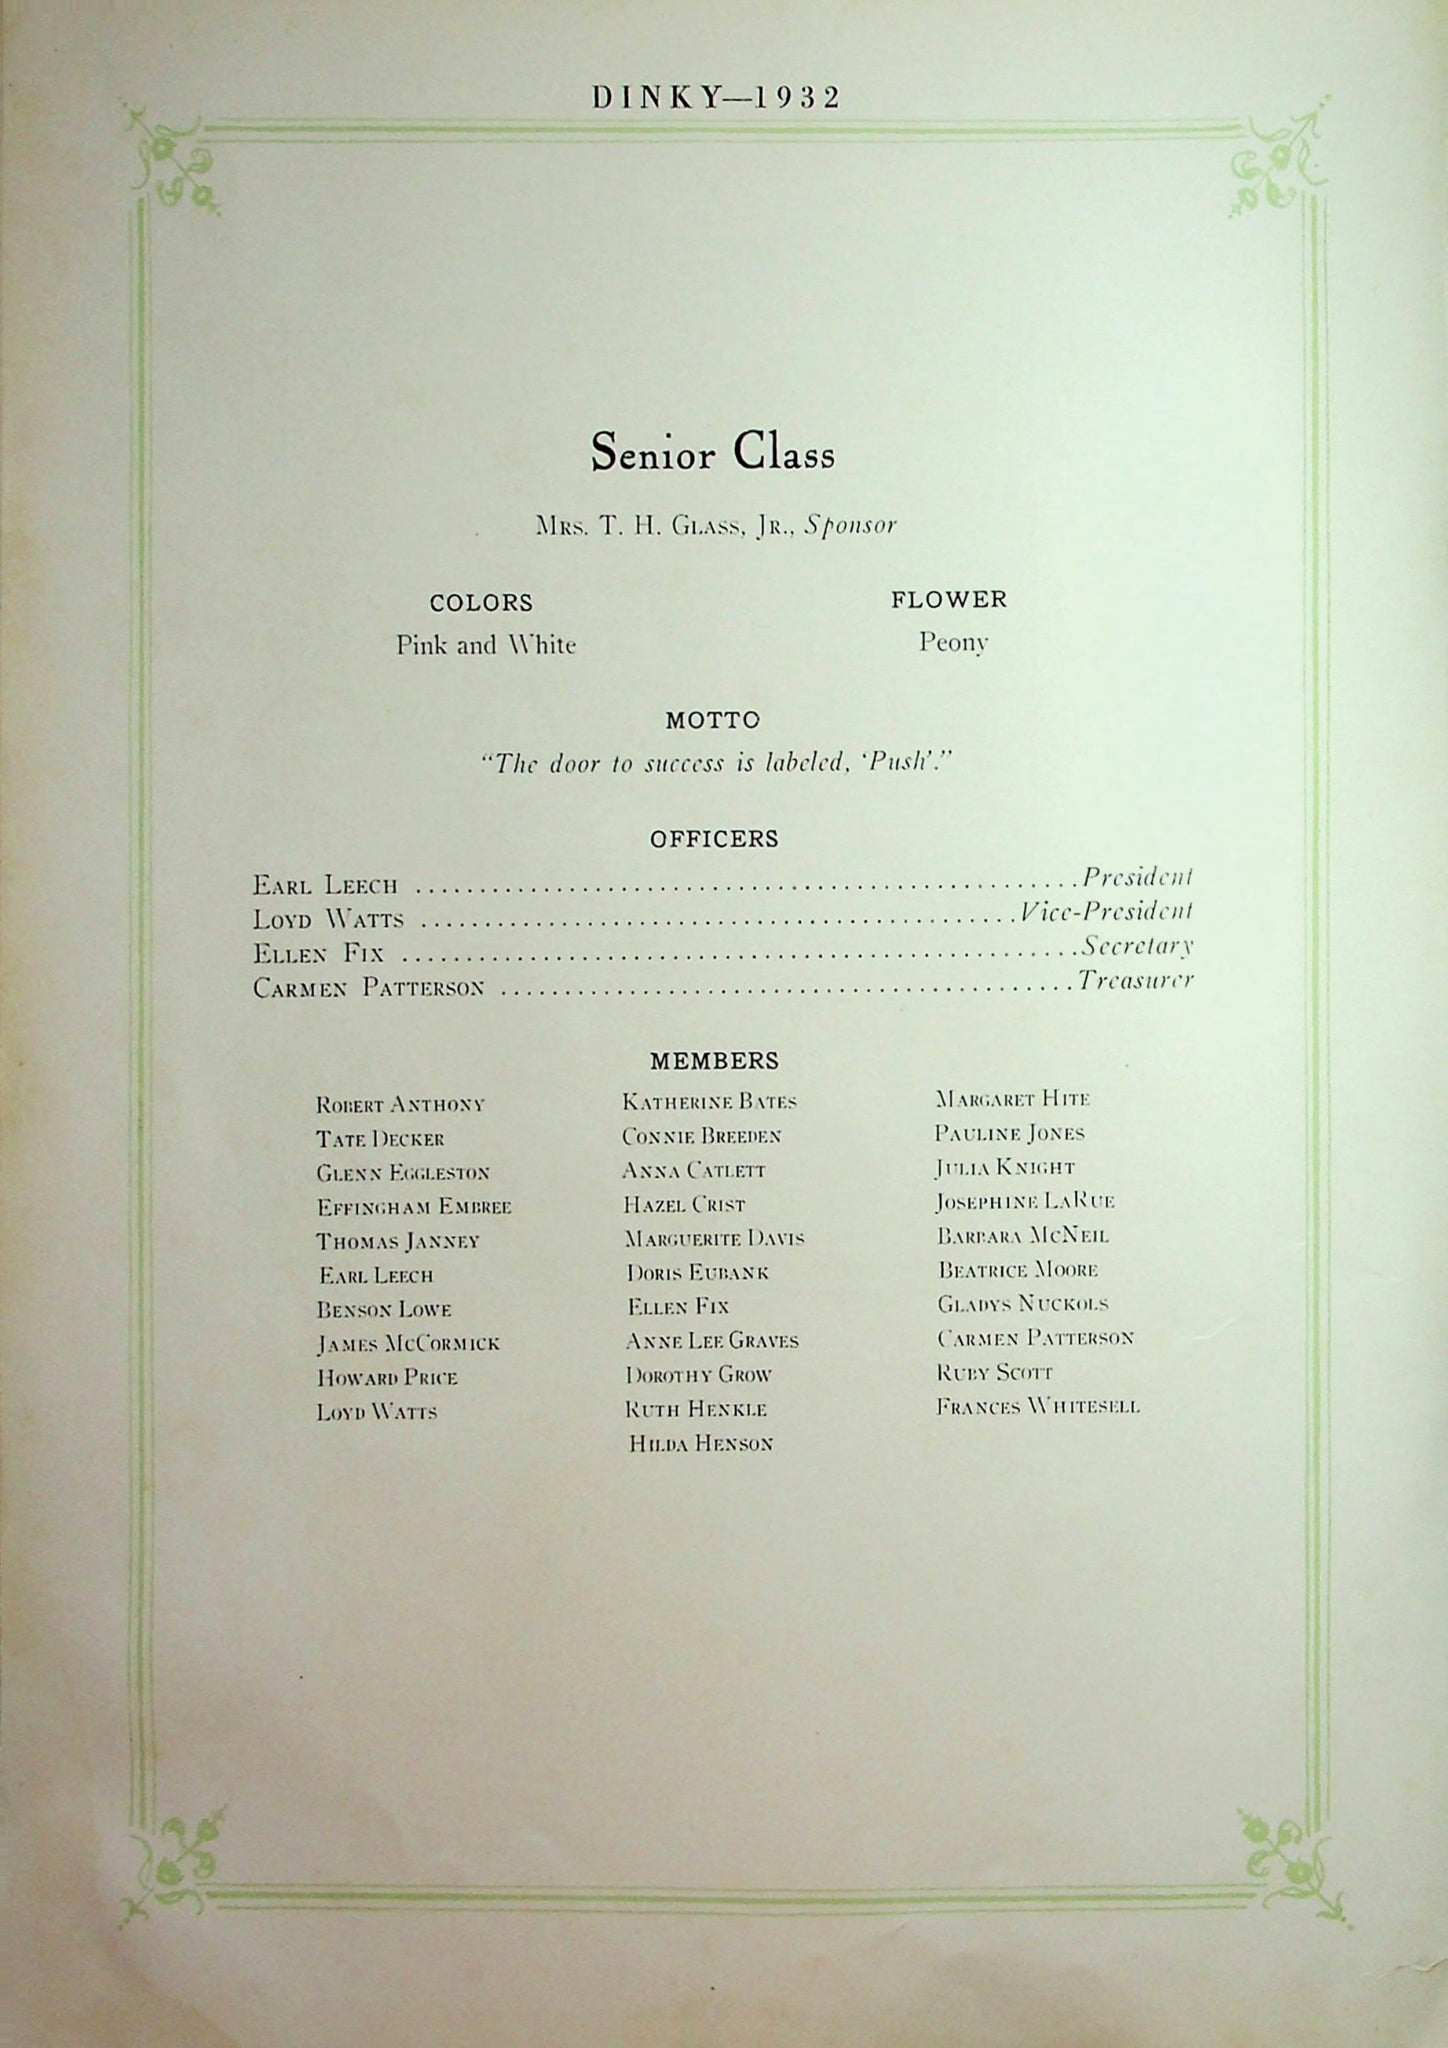 DINKY—1932
Senior Class
Mrs. T. H. Glass, Jr., Sponsor
COLORS
Pink and White
FLOWER
Peony
MOTTO
“The door to success is labeled, ‘Push’.”
OFFICERS
Earl Leech ........................................ President
Loyd Watts ........................................ Vice-President
Ellen Fix ........................................ Secretary
Carmen Patterson ........................................ Treasurer
MEMBERS
Robert Anthony
Tate Decker
Glenn Eggleston
Effingham Embree
Thomas Janney
Earl Leech
Benson Lowe
James McCormick
Howard Price
Loyd Watts
Katherine Bates
Connie Breeden
Anna Catlett
Hazel Crist
Marguerite Davis
Doris Eubank
Ellen Fix
Anne Lee Graves
Dorothy Grow
Ruth Henkle
Hilda Henson
Margaret Hite
Pauline Jones
Julia Knight
Josephine LaRue
Barbara McNeil
Beatrice Moore
Gladys Nuckols
Carmen Patterson
Ruby Scott
Frances Whitesell